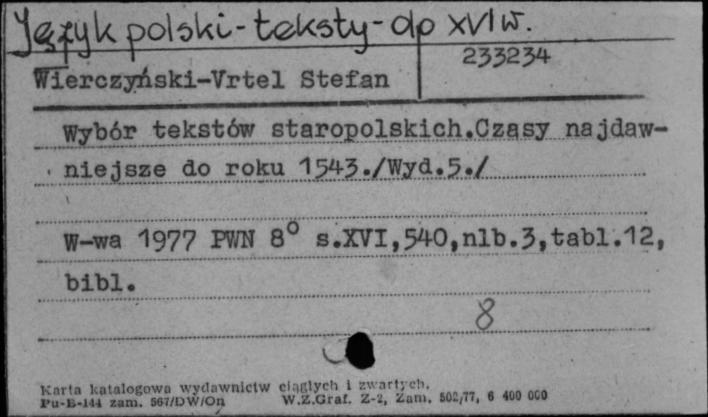 Język polski - teksty - do XVI w.
233234
Wierczyński-Vrtel Stefan
Wybór tekstów staropolskich.Czasy najdaw-
niejsze do roku 1543./Wyd.5./
W-wa 1977 PWN 8° s.XVI,540,nlb.3,tabl.12,
bibl.
8
Karta katalogowa wydawnictw ciągłych i zwartych.
Pu-B-144 zam. 567/DW/On W.Z.Graf. Z-2, Zam. 502/77, 6 400 000